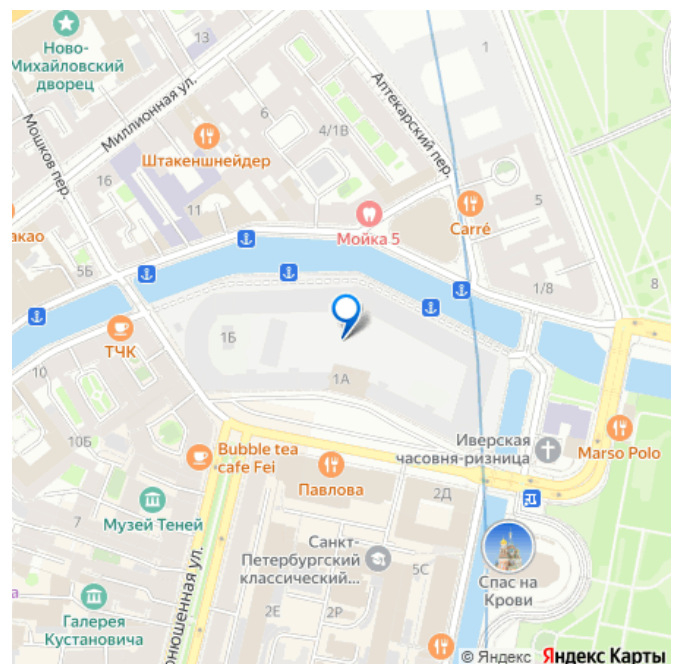 Ново-
Михайловский
дворец
13
1
Миллионная ул.
Мошков пер.
6
4/1В
Аптекарский пер.
Штакеншнейдер
16
11
5
Мойка 5
Carré
акао
5Б
8
1/8
ТЧК
1Б
10
1А
10Б
Bubble tea
cafe Fei
Иверская
часовня-ризница
Marso Polo
Павлова
2Д
7
Музей Теней
Санкт-
Петербургский
классический...
5С
Спас на
Крови
а
онюшенная ул.
2Е
2Р
Галерея
Кустановича
© Яндекс Яндекс Карты